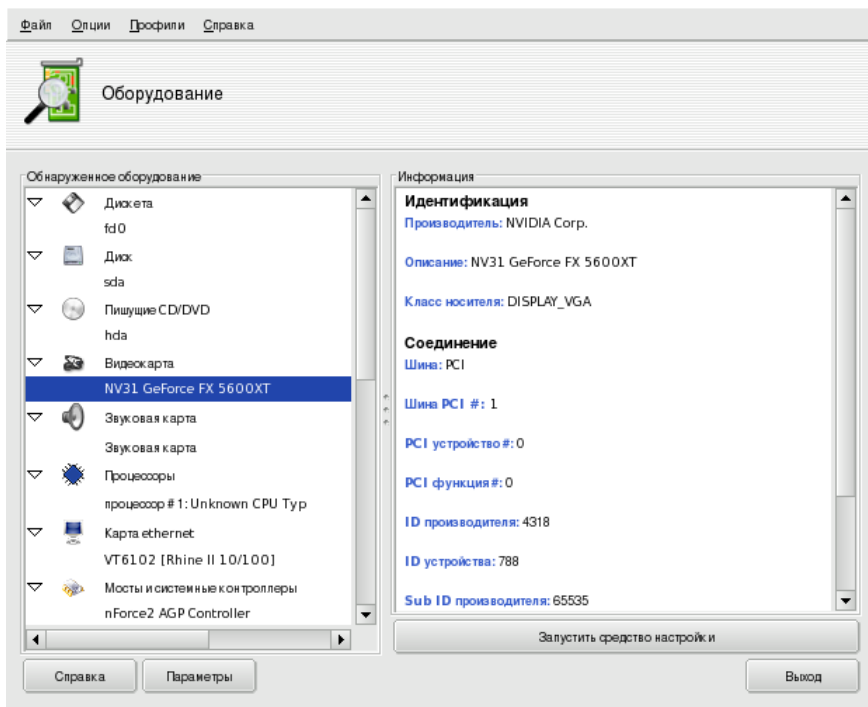 Файл Опции Профили Справка
Оборудование
Обнаруженное оборудование
Дискета
fd0
Диск
sda
Пишущие CD/DVD
hda
Видеокарта
NV31 GeForce FX 5600XT
Звуковая карта
Звуковая карта
Процессоры
процессор #1: Unknown CPU Typ
Карта ethernet
VT6102 [Rhine II 10/100]
Мосты и системные контроллеры
nForce2 AGP Controller
Справка Параметры
Информация
Идентификация
Производитель: NVIDIA Corp.
Описание: NV31 GeForce FX 5600XT
Класс носителя: DISPLAY_VGA
Соединение
Шина: PCI
Шина PCI #: 1
PCI устройство #: 0
PCI функция #: 0
ID производителя: 4318
ID устройства: 788
Sub ID производителя: 65535
Запустить средство настройки
Выход